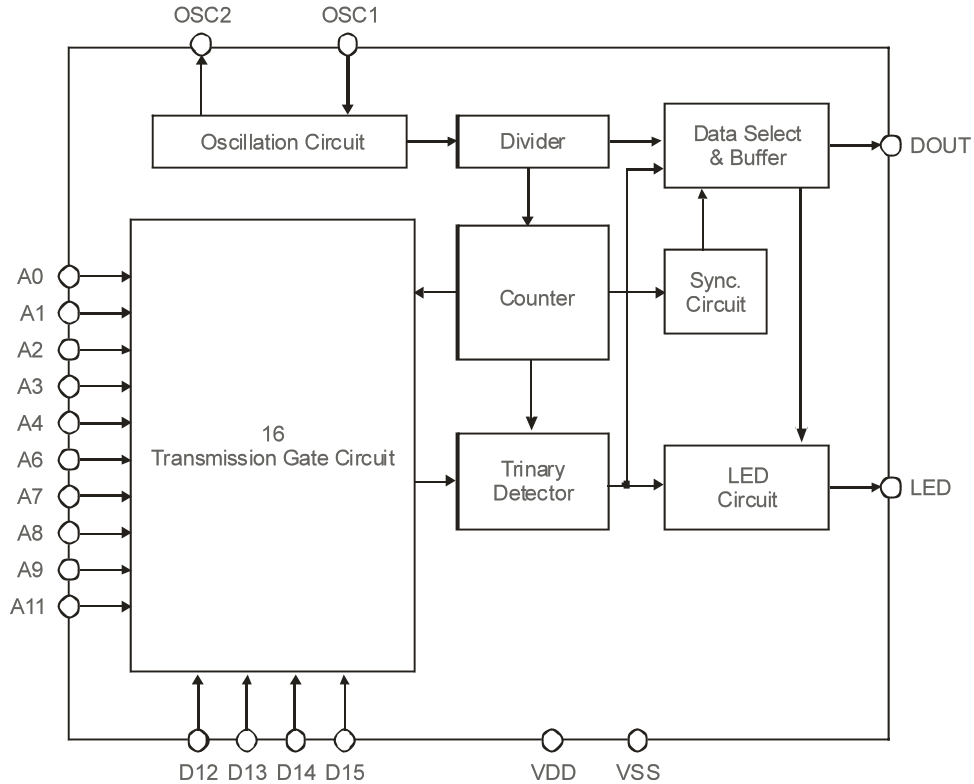 OSC2 OSC1
Oscillation Circuit
Divider
Data Select
& Buffer
DOUT
A0
A1
A2
A3
A4
A6
A7
A8
A9
A11
16
Transmission Gate Circuit
Counter
Sync.
Circuit
Trinary
Detector
LED
Circuit
LED
D12 D13 D14 D15 VDD VSS